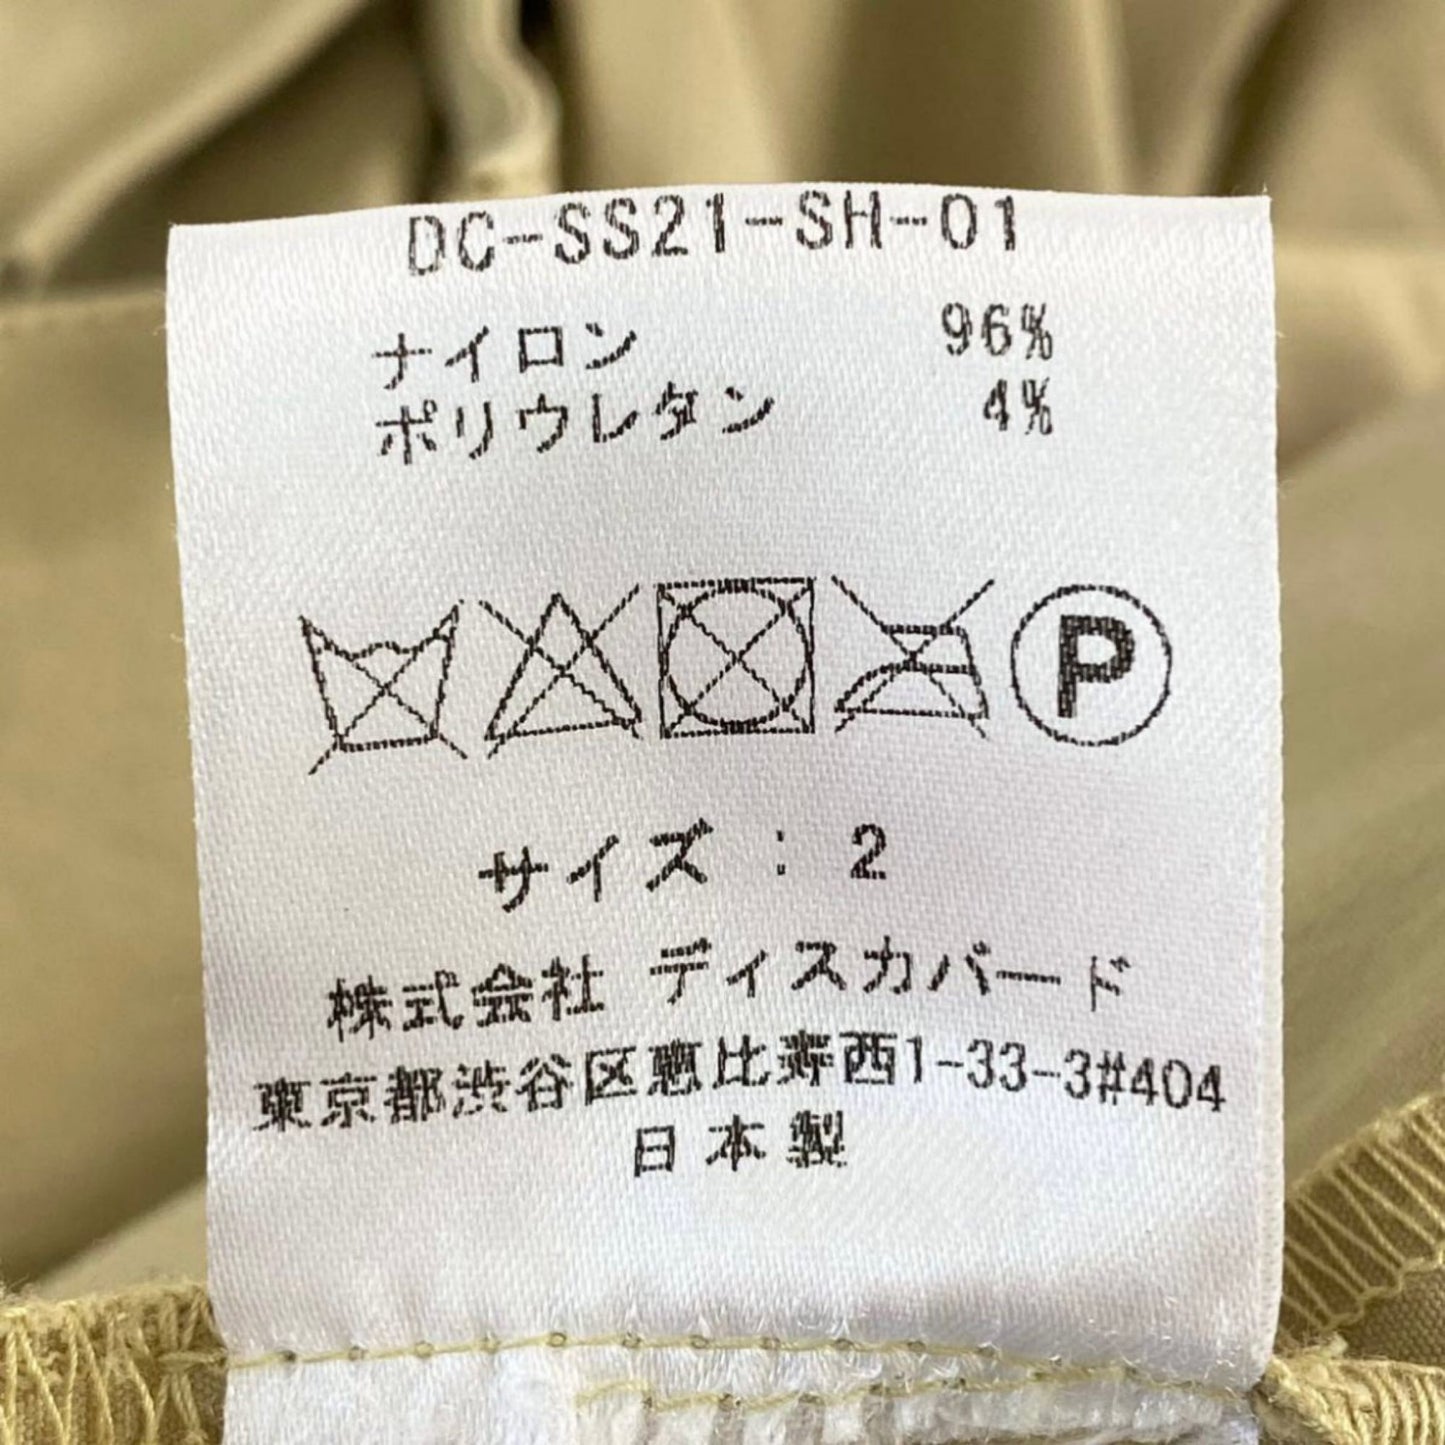 DC-SS21-SH-01
ナイロン 96%
ポリウレタン 4%
P
サイズ : 2
株式会社 ディスカバード
東京都渋谷区恵比寿西1-33-3#404
日本製